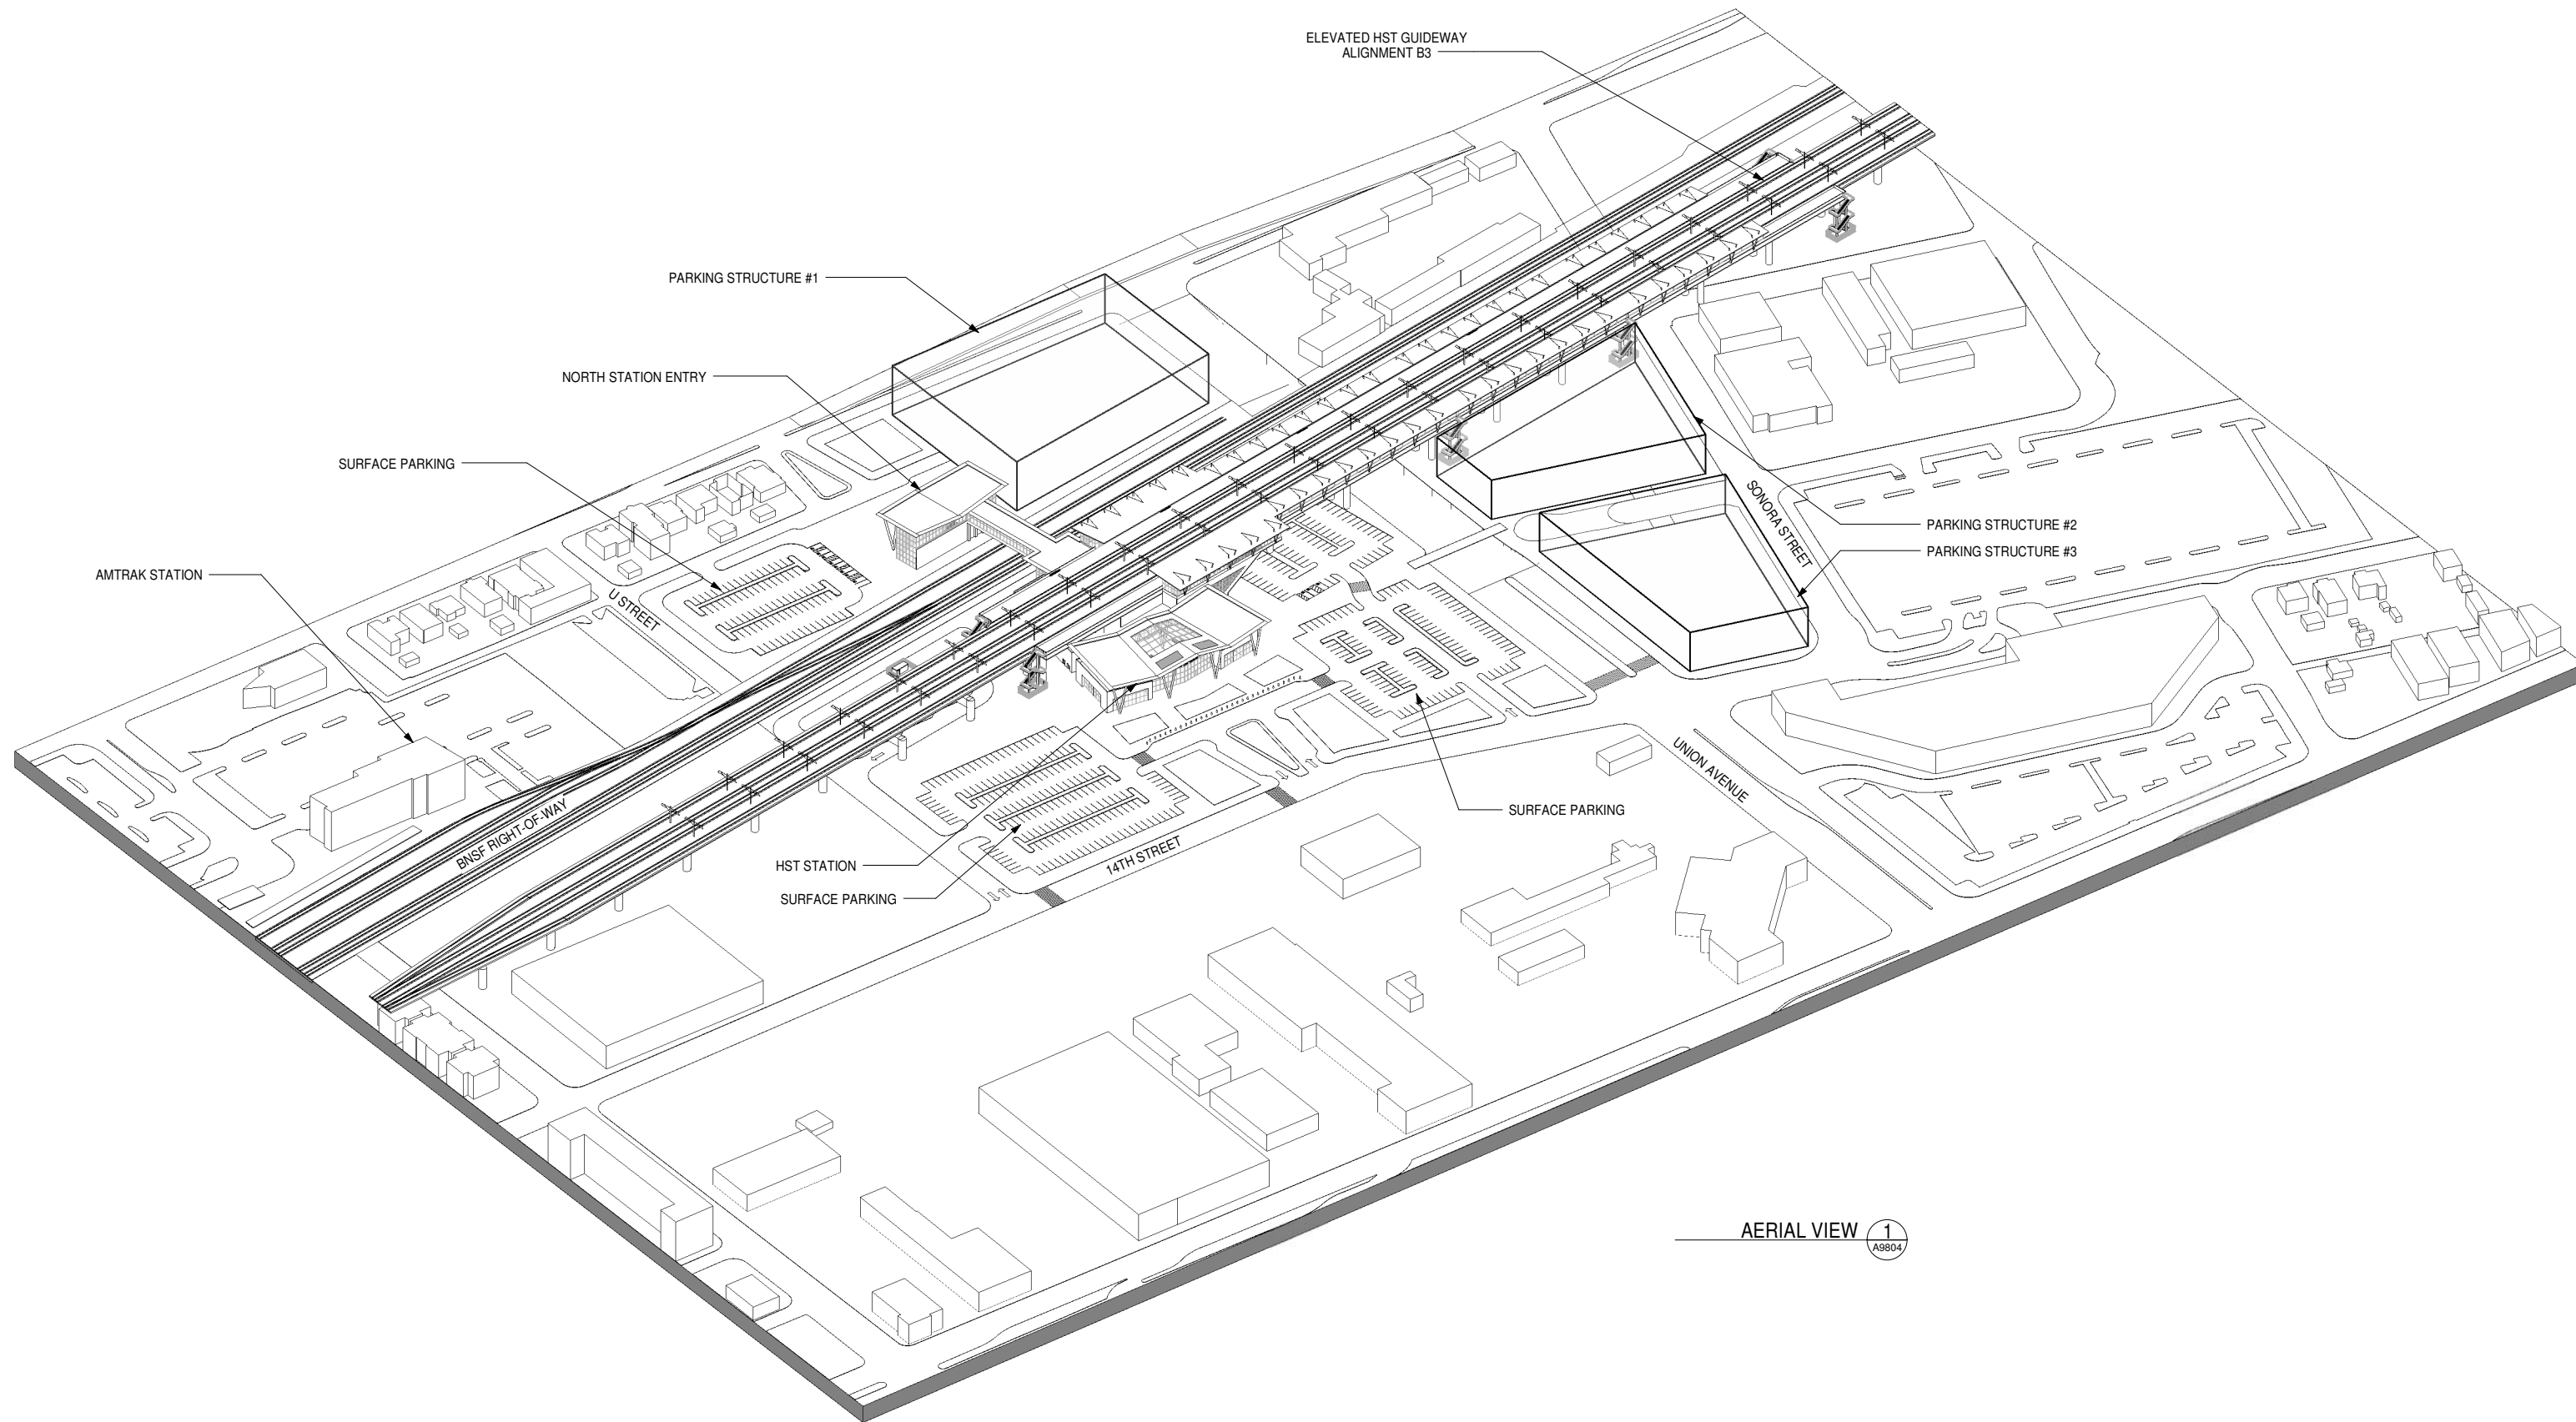 ELEVATED HST GUIDEWAY
ALIGNMENT B3
PARKING STRUCTURE #1
NORTH STATION ENTRY
SURFACE PARKING
AMTRAK STATION
U STREET
SONORA STREET
PARKING STRUCTURE #2
PARKING STRUCTURE #3
UNION AVENUE
BNSF RIGHT-OF-WAY
SURFACE PARKING
14TH STREET
HST STATION
SURFACE PARKING
AERIAL VIEW
1
A9804